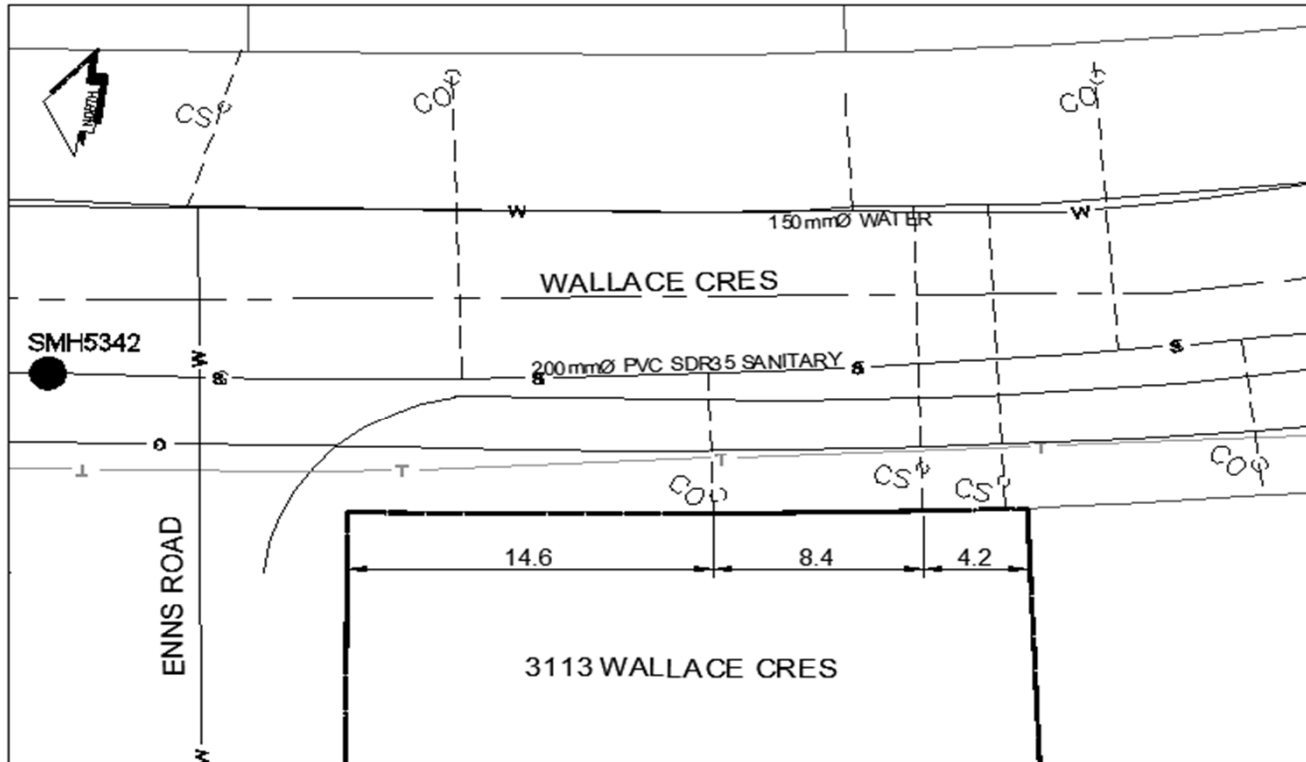 NORTH
CS
CO
CO
W
W
150mmØ WATER
WALLACE CRES
SMH5342
W
S
200mmØ PVC SDR35 SANITARY
S
S
S
G
T
T
T
T
CO
CS
CS
CO
14.6
8.4
4.2
ENNS ROAD
3113 WALLACE CRES
W